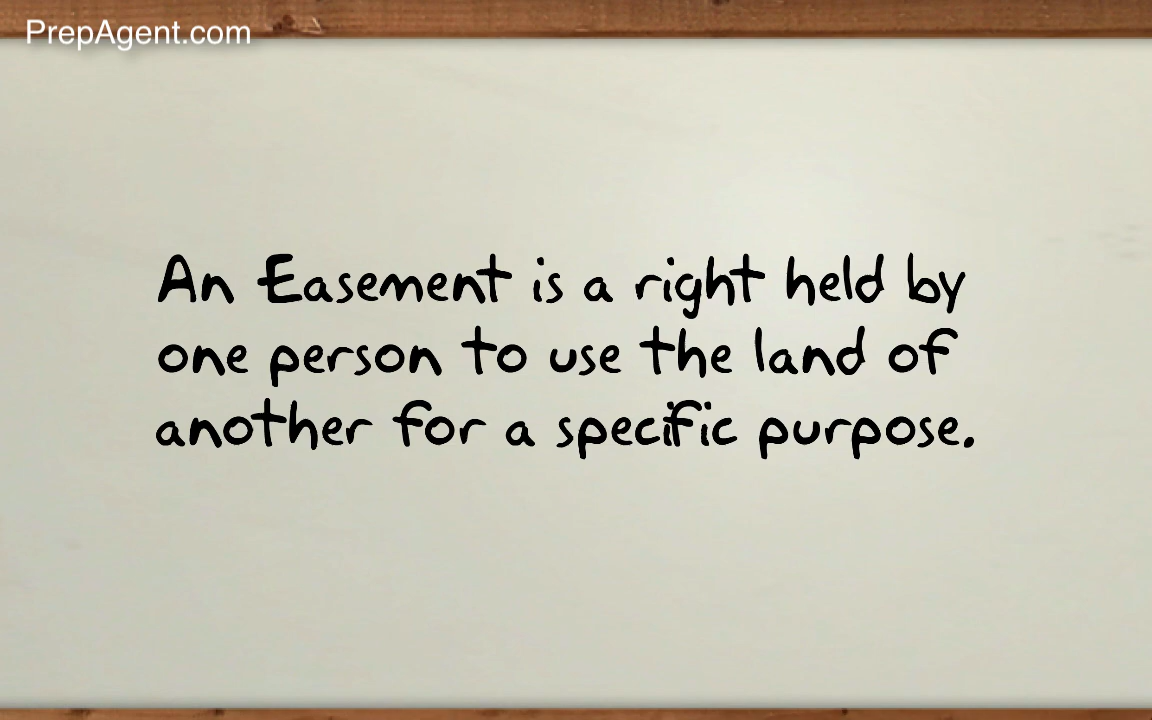 PrepAgent.com
An Easement is a right held by
one person to use the land of
another for a specific purpose.